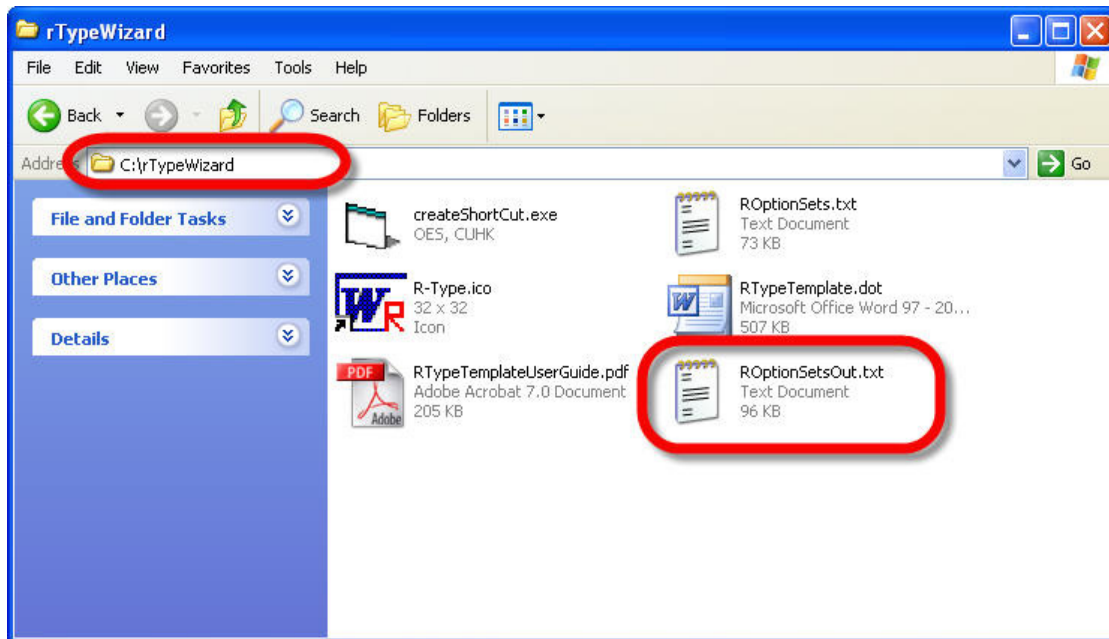 rTypeWizard
File Edit View Favorites Tools Help
Back Search Folders
Address C:\rTypeWizard Go
File and Folder Tasks
Other Places
Details
createShortCut.exe
OES, CUHK
ROptionSets.txt
Text Document
73 KB
W R
R-Type.ico
32 x 32
Icon
W
RTypeTemplate.dot
Microsoft Office Word 97 - 20...
507 KB
PDF
Adobe
RTypeTemplateUserGuide.pdf
Adobe Acrobat 7.0 Document
205 KB
ROptionSetsOut.txt
Text Document
96 KB